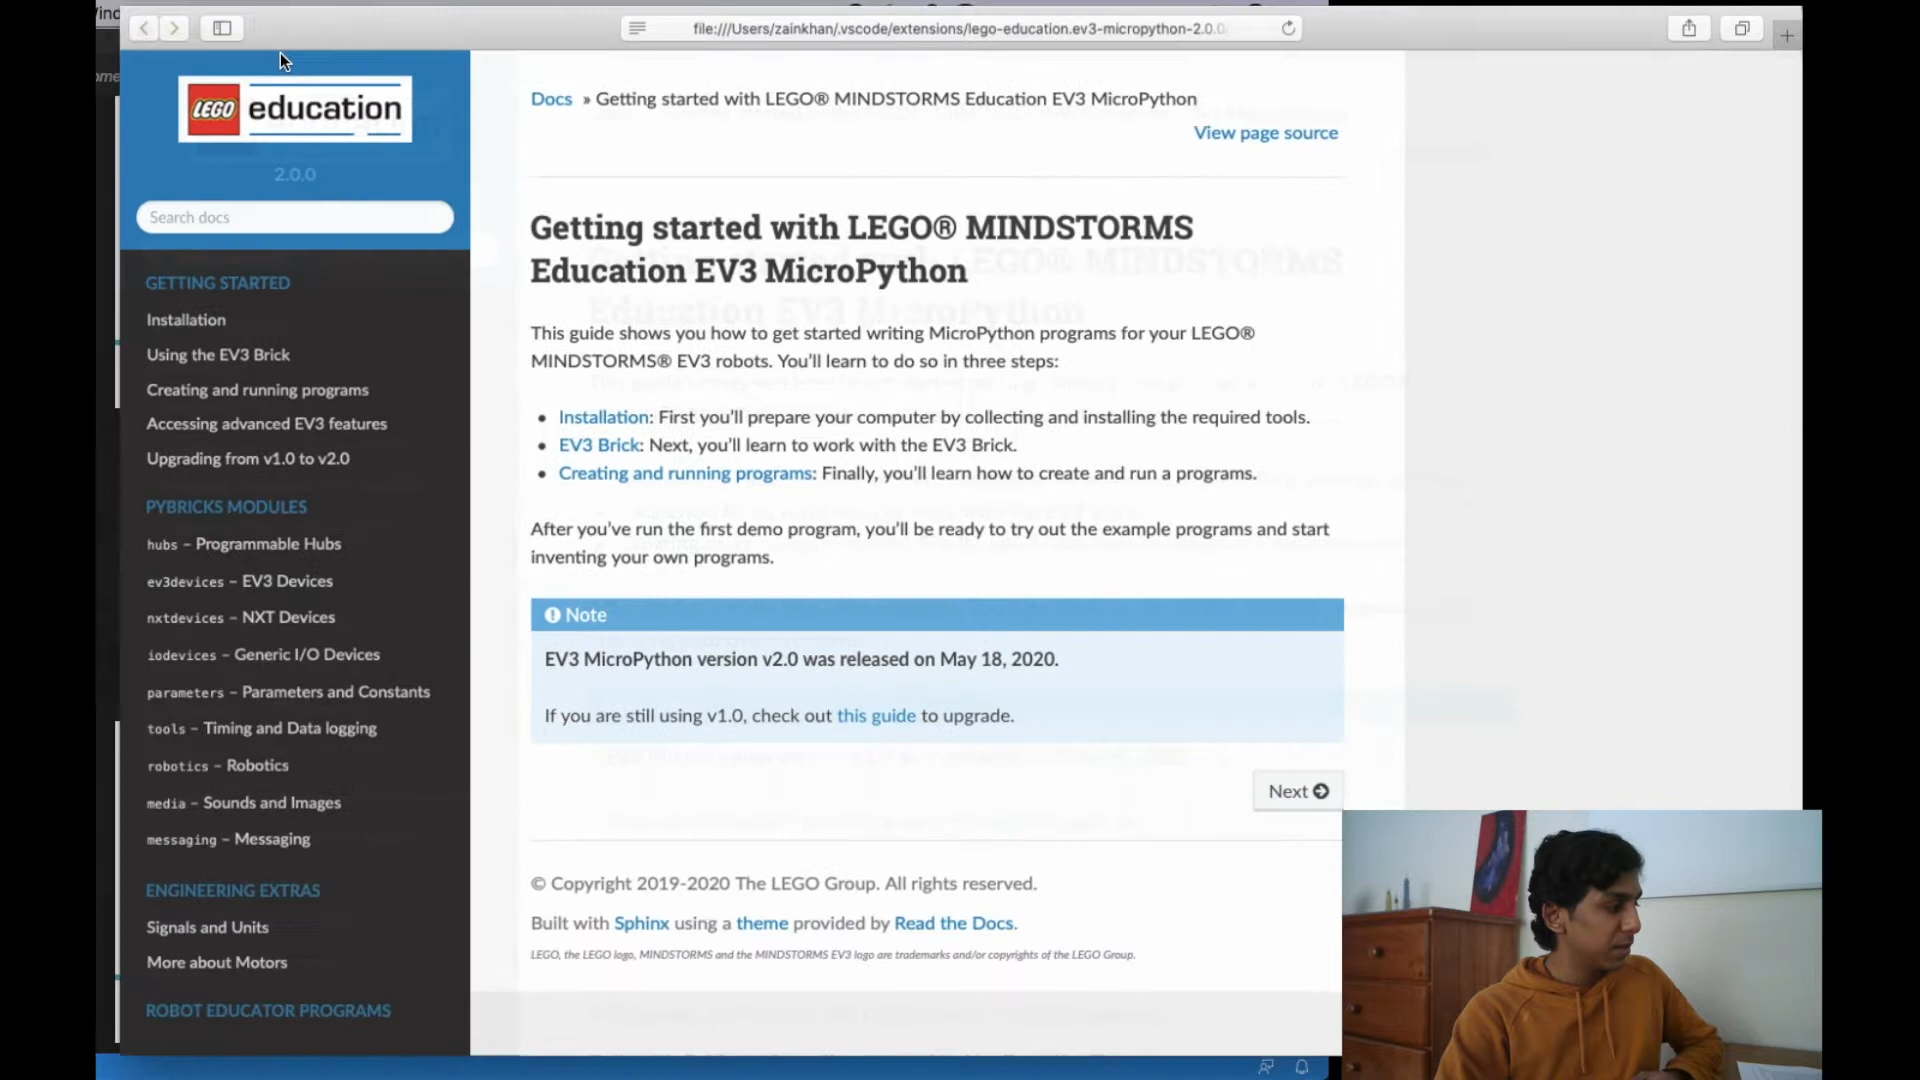 file:///Users/zainkhan/.vscode/extensions/lego-education.ev3-micropython-2.0.0
LEGO education
2.0.0
Search docs
GETTING STARTED
Installation
Using the EV3 Brick
Creating and running programs
Accessing advanced EV3 features
Upgrading from v1.0 to v2.0
PYBRICKS MODULES
hubs – Programmable Hubs
ev3devices – EV3 Devices
nxtdevices – NXT Devices
iodevices – Generic I/O Devices
parameters – Parameters and Constants
tools – Timing and Data logging
robotics – Robotics
media – Sounds and Images
messaging – Messaging
ENGINEERING EXTRAS
Signals and Units
More about Motors
ROBOT EDUCATOR PROGRAMS
Docs » Getting started with LEGO® MINDSTORMS Education EV3 MicroPython
View page source
Getting started with LEGO® MINDSTORMS
Education EV3 MicroPython
This guide shows you how to get started writing MicroPython programs for your LEGO®
MINDSTORMS® EV3 robots. You'll learn to do so in three steps:
• Installation: First you'll prepare your computer by collecting and installing the required tools.
• EV3 Brick: Next, you'll learn to work with the EV3 Brick.
• Creating and running programs: Finally, you'll learn how to create and run a programs.
After you've run the first demo program, you'll be ready to try out the example programs and start
inventing your own programs.
Note
EV3 MicroPython version v2.0 was released on May 18, 2020.
If you are still using v1.0, check out this guide to upgrade.
Next
© Copyright 2019-2020 The LEGO Group. All rights reserved.
Built with Sphinx using a theme provided by Read the Docs.
LEGO, the LEGO logo, MINDSTORMS and the MINDSTORMS EV3 logo are trademarks and/or copyrights of the LEGO Group.